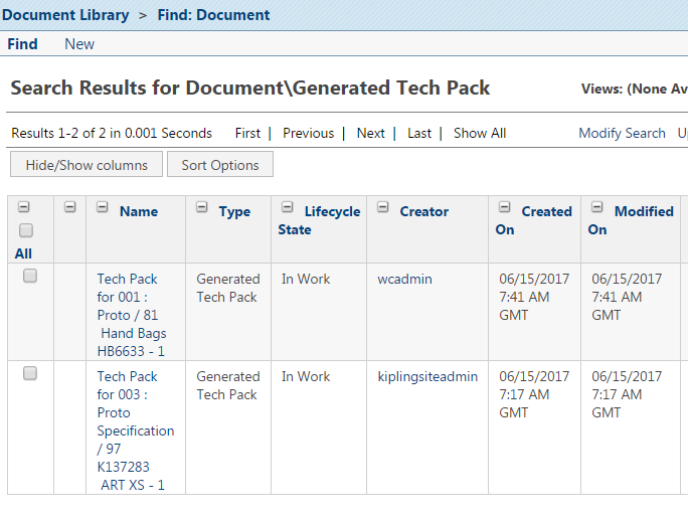 Document Library > Find: Document
Find New
Search Results for Document\Generated Tech Pack Views: (None Av
Results 1-2 of 2 in 0.001 Seconds First | Previous | Next | Last | Show All Modify Search U
Hide/Show columns Sort Options
All
Name
Type
Lifecycle
State
Creator
Created
On
Modified
On
Tech Pack
for 001 :
Proto / 81
Hand Bags
HB6633 - 1
Generated
Tech Pack
In Work
wcadmin
06/15/2017
7:41 AM
GMT
06/15/2017
7:41 AM
GMT
Tech Pack
for 003 :
Proto
Specification
/ 97
K137283
ART XS - 1
Generated
Tech Pack
In Work
kiplingsiteadmin
06/15/2017
7:17 AM
GMT
06/15/2017
7:17 AM
GMT